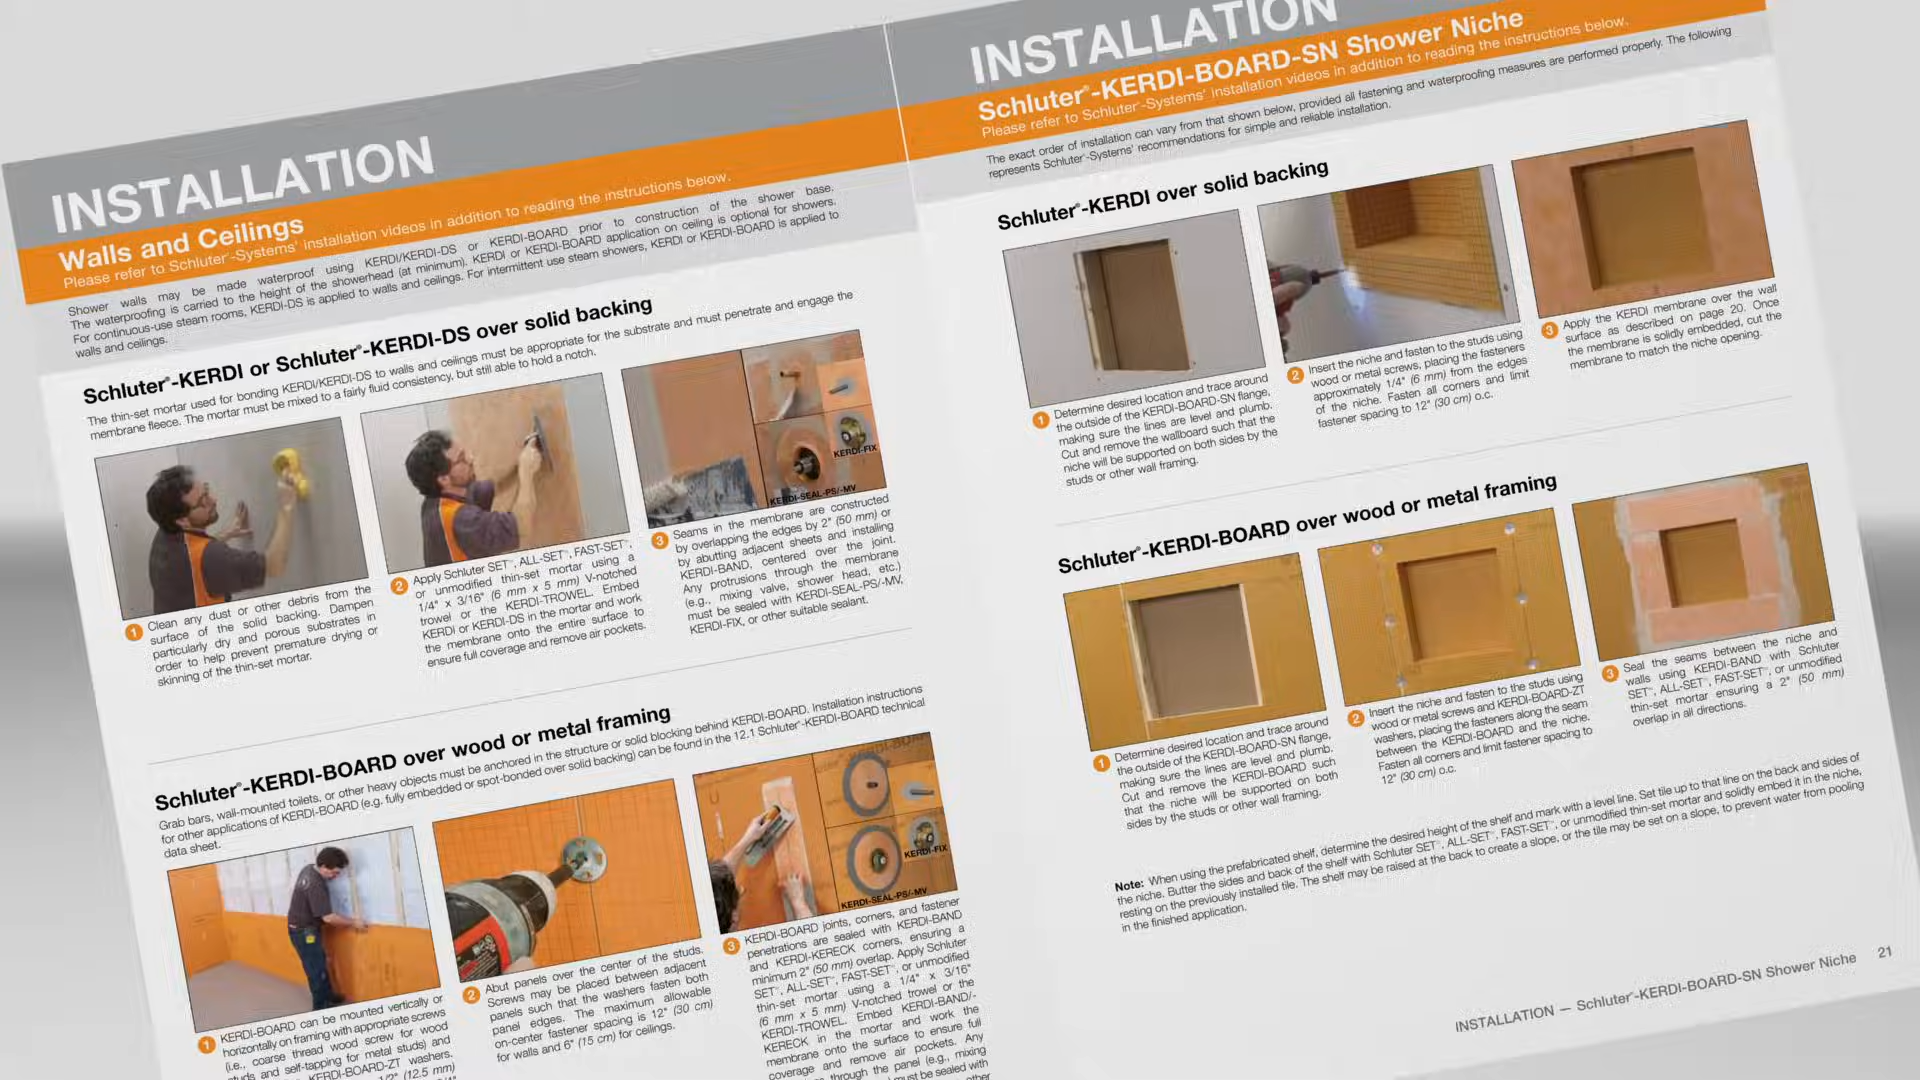 INSTALLATION
Walls and Ceilings
Please refer to Schluter®-Systems' installation videos in addition to reading the instructions below.
Shower walls may be made waterproof using KERDI/KERDI-DS or KERDI-BOARD prior to construction of the shower base.
The waterproofing is carried to the height of the showerhead (at minimum). KERDI or KERDI-BOARD application on ceiling is optional for showers.
For continuous-use steam rooms, KERDI-DS is applied to walls and ceilings. For intermittent use steam showers, KERDI or KERDI-BOARD is applied to
walls and ceilings.
Schluter®-KERDI or Schluter®-KERDI-DS over solid backing
The thin-set mortar used for bonding KERDI/KERDI-DS to walls and ceilings must be appropriate for the substrate and must penetrate and engage the
membrane fleece. The mortar must be mixed to a fairly fluid consistency, but still able to hold a notch.
1 Clean any dust or other debris from the
surface of the solid backing. Dampen
particularly dry and porous substrates in
order to help prevent premature drying or
skinning of the thin-set mortar.
2 Apply Schluter SET™, ALL-SET™, FAST-SET™,
or unmodified thin-set mortar using a
1/4" x 3/16" (6 mm x 5 mm) V-notched
trowel or the KERDI-TROWEL. Embed
KERDI or KERDI-DS in the mortar and work
the membrane onto the entire surface to
ensure full coverage and remove air pockets.
KERDI-FIX
KERDI-SEAL-PS/-MV
3 Seams in the membrane are constructed
by overlapping the edges by 2" (50 mm) or
by abutting adjacent sheets and installing
KERDI-BAND, centered over the joint.
Any protrusions through the membrane
(e.g., mixing valve, shower head, etc.)
must be sealed with KERDI-SEAL-PS/-MV,
KERDI-FIX, or other suitable sealant.
Schluter®-KERDI-BOARD over wood or metal framing
Grab bars, wall-mounted toilets, or other heavy objects must be anchored in the structure or solid blocking behind KERDI-BOARD. Installation instructions
for other applications of KERDI-BOARD (e.g. fully embedded or spot-bonded over solid backing) can be found in the 12.1 Schluter®-KERDI-BOARD technical
data sheet.
1 KERDI-BOARD can be mounted vertically or
horizontally on framing with appropriate screws
(i.e., coarse thread wood screw for wood
studs and self-tapping for metal studs) and
KERDI-BOARD-ZT washers.
1/2" (12.5 mm)
2 Abut panels over the center of the studs.
Screws may be placed between adjacent
panels such that the washers fasten both
panel edges. The maximum allowable
on-center fastener spacing is 12" (30 cm)
for walls and 6" (15 cm) for ceilings.
KERDI-FIX
KERDI-SEAL-PS/-MV
3 KERDI-BOARD joints, corners, and fastener
penetrations are sealed with KERDI-BAND
and KERDI-KERECK corners, ensuring a
minimum 2" (50 mm) overlap. Apply Schluter
SET™, ALL-SET™, FAST-SET™, or unmodified
thin-set mortar using a 1/4" x 3/16"
(6 mm x 5 mm) V-notched trowel or the
KERDI-TROWEL. Embed KERDI-BAND/-
KERECK in the mortar and work the
membrane onto the surface to ensure full
coverage and remove air pockets. Any
through the panel (e.g., mixing
must be sealed with
other
INSTALLATION
Schluter®-KERDI-BOARD-SN Shower Niche
Please refer to Schluter®-Systems' installation videos in addition to reading the instructions below.
The exact order of installation can vary from that shown below, provided all fastening and waterproofing measures are performed properly. The following
represents Schluter®-Systems' recommendations for simple and reliable installation.
Schluter®-KERDI over solid backing
1 Determine desired location and trace around
the outside of the KERDI-BOARD-SN flange,
making sure the lines are level and plumb.
Cut and remove the wallboard such that the
niche will be supported on both sides by the
studs or other wall framing.
2 Insert the niche and fasten to the studs using
wood or metal screws, placing the fasteners
approximately 1/4" (6 mm) from the edges
of the niche. Fasten all corners and limit
fastener spacing to 12" (30 cm) o.c.
3 Apply the KERDI membrane over the wall
surface as described on page 20. Once
the membrane is solidly embedded, cut the
membrane to match the niche opening.
Schluter®-KERDI-BOARD over wood or metal framing
1 Determine desired location and trace around
the outside of the KERDI-BOARD-SN flange,
making sure the lines are level and plumb.
Cut and remove the KERDI-BOARD such
that the niche will be supported on both
sides by the studs or other wall framing.
2 Insert the niche and fasten to the studs using
wood or metal screws and KERDI-BOARD-ZT
washers, placing the fasteners along the seam
between the KERDI-BOARD and the niche.
Fasten all corners and limit fastener spacing to
12" (30 cm) o.c.
3 Seal the seams between the niche and
walls using KERDI-BAND with Schluter
SET™, ALL-SET™, FAST-SET™, or unmodified
thin-set mortar ensuring a 2" (50 mm)
overlap in all directions.
Note: When using the prefabricated shelf, determine the desired height of the shelf and mark with a level line. Set tile up to that line on the back and sides of
the niche. Butter the sides and back of the shelf with Schluter SET™, ALL-SET™, FAST-SET™, or unmodified thin-set mortar and solidly embed it in the niche,
resting on the previously installed tile. The shelf may be raised at the back to create a slope, or the tile may be set on a slope, to prevent water from pooling
in the finished application.
INSTALLATION — Schluter®-KERDI-BOARD-SN Shower Niche 21